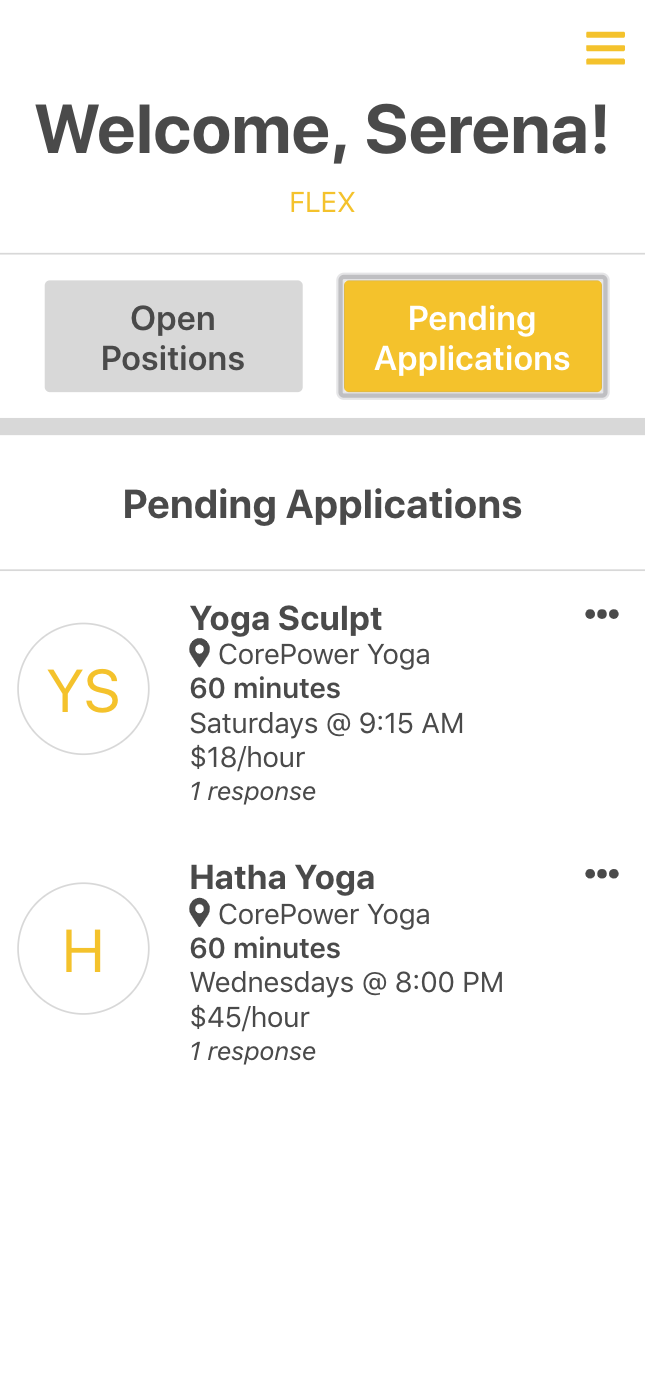 Welcome, Serena!
FLEX
Open
Positions
Pending
Applications
Pending Applications
YS
Yoga Sculpt
CorePower Yoga
60 minutes
Saturdays @ 9:15 AM
$18/hour
1 response
H
Hatha Yoga
CorePower Yoga
60 minutes
Wednesdays @ 8:00 PM
$45/hour
1 response